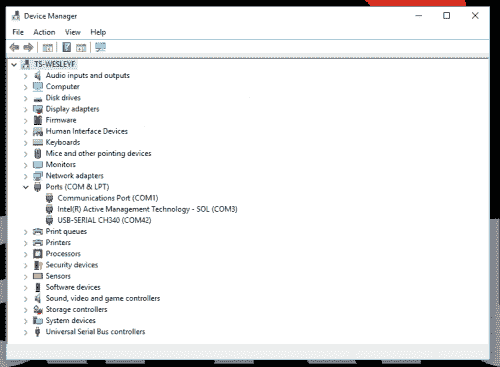 Device Manager
File Action View Help
TS-WESLEYF
Audio inputs and outputs
Computer
Disk drives
Display adapters
Firmware
Human Interface Devices
Keyboards
Mice and other pointing devices
Monitors
Network adapters
Ports (COM & LPT)
Communications Port (COM1)
Intel(R) Active Management Technology - SOL (COM3)
USB-SERIAL CH340 (COM42)
Print queues
Printers
Processors
Security devices
Sensors
Software devices
Sound, video and game controllers
Storage controllers
System devices
Universal Serial Bus controllers